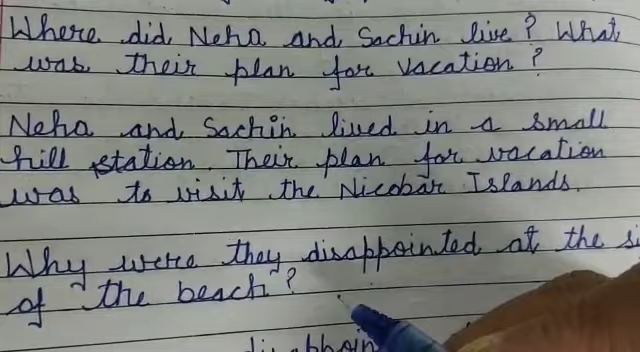 Where did Neha and Sachin live? What
was their plan for vacation?
Neha and Sachin lived in a small
hill station. Their plan for vacation
was to visit the Nicobar Islands.
Why were they disappointed at the
of the beach?